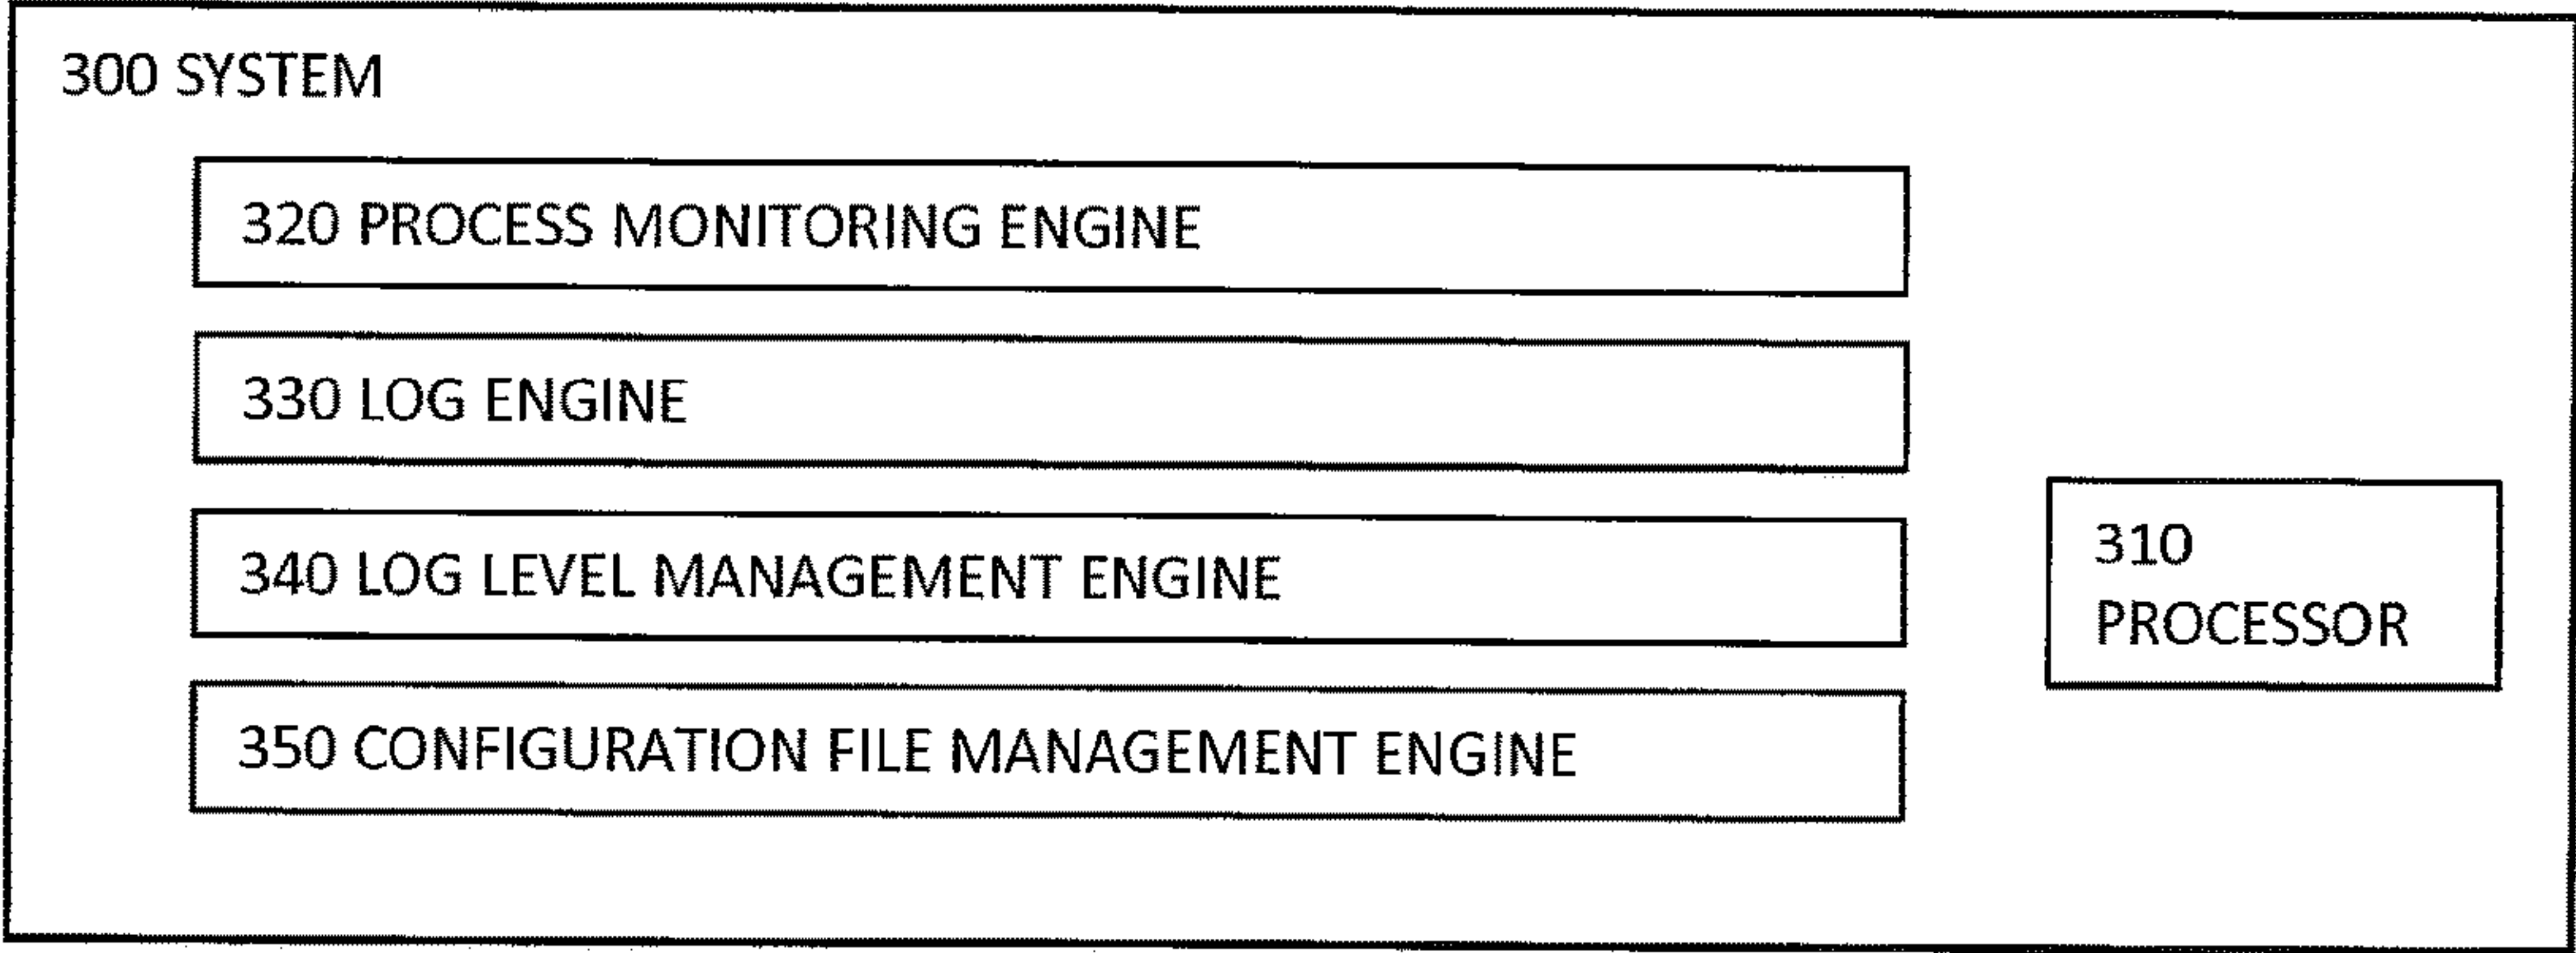 300 SYSTEM
320 PROCESS MONITORING ENGINE
330 LOG ENGINE
340 LOG LEVEL MANAGEMENT ENGINE
350 CONFIGURATION FILE MANAGEMENT ENGINE
310
PROCESSOR